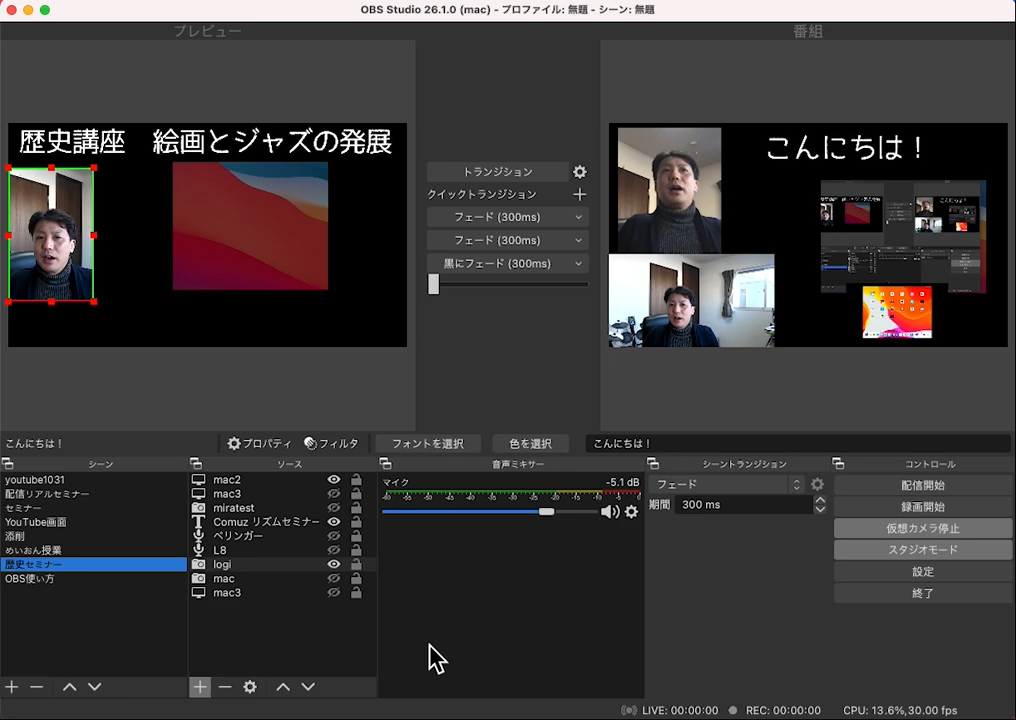 OBS Studio 26.1.0 (mac) - プロファイル: 無題 - シーン: 無題
プレビュー
番組
歴史講座　絵画とジャズの発展
こんにちは！
トランジション
クイックトランジション
フェード (300ms)
フェード (300ms)
黒にフェード (300ms)
こんにちは！
プロパティ
フィルタ
フォントを選択
色を選択
こんにちは！
シーン
ソース
音声ミキサー
シーントランジション
コントロール
youtube1031
配信リアルセミナー
セミナー
YouTube画面
添削
めいおん授業
歴史セミナー
OBS使い方
mac2
mac3
miratest
Comuz リズムセミナー
ベリンガー
L8
logi
mac
mac3
マイク
-5.1 dB
-60 -55 -50 -45 -40 -35 -30 -25 -20 -15 -10 -5 0
フェード
期間
300 ms
配信開始
録画開始
仮想カメラ停止
スタジオモード
設定
終了
LIVE: 00:00:00
REC: 00:00:00
CPU: 13.6%,30.00 fps